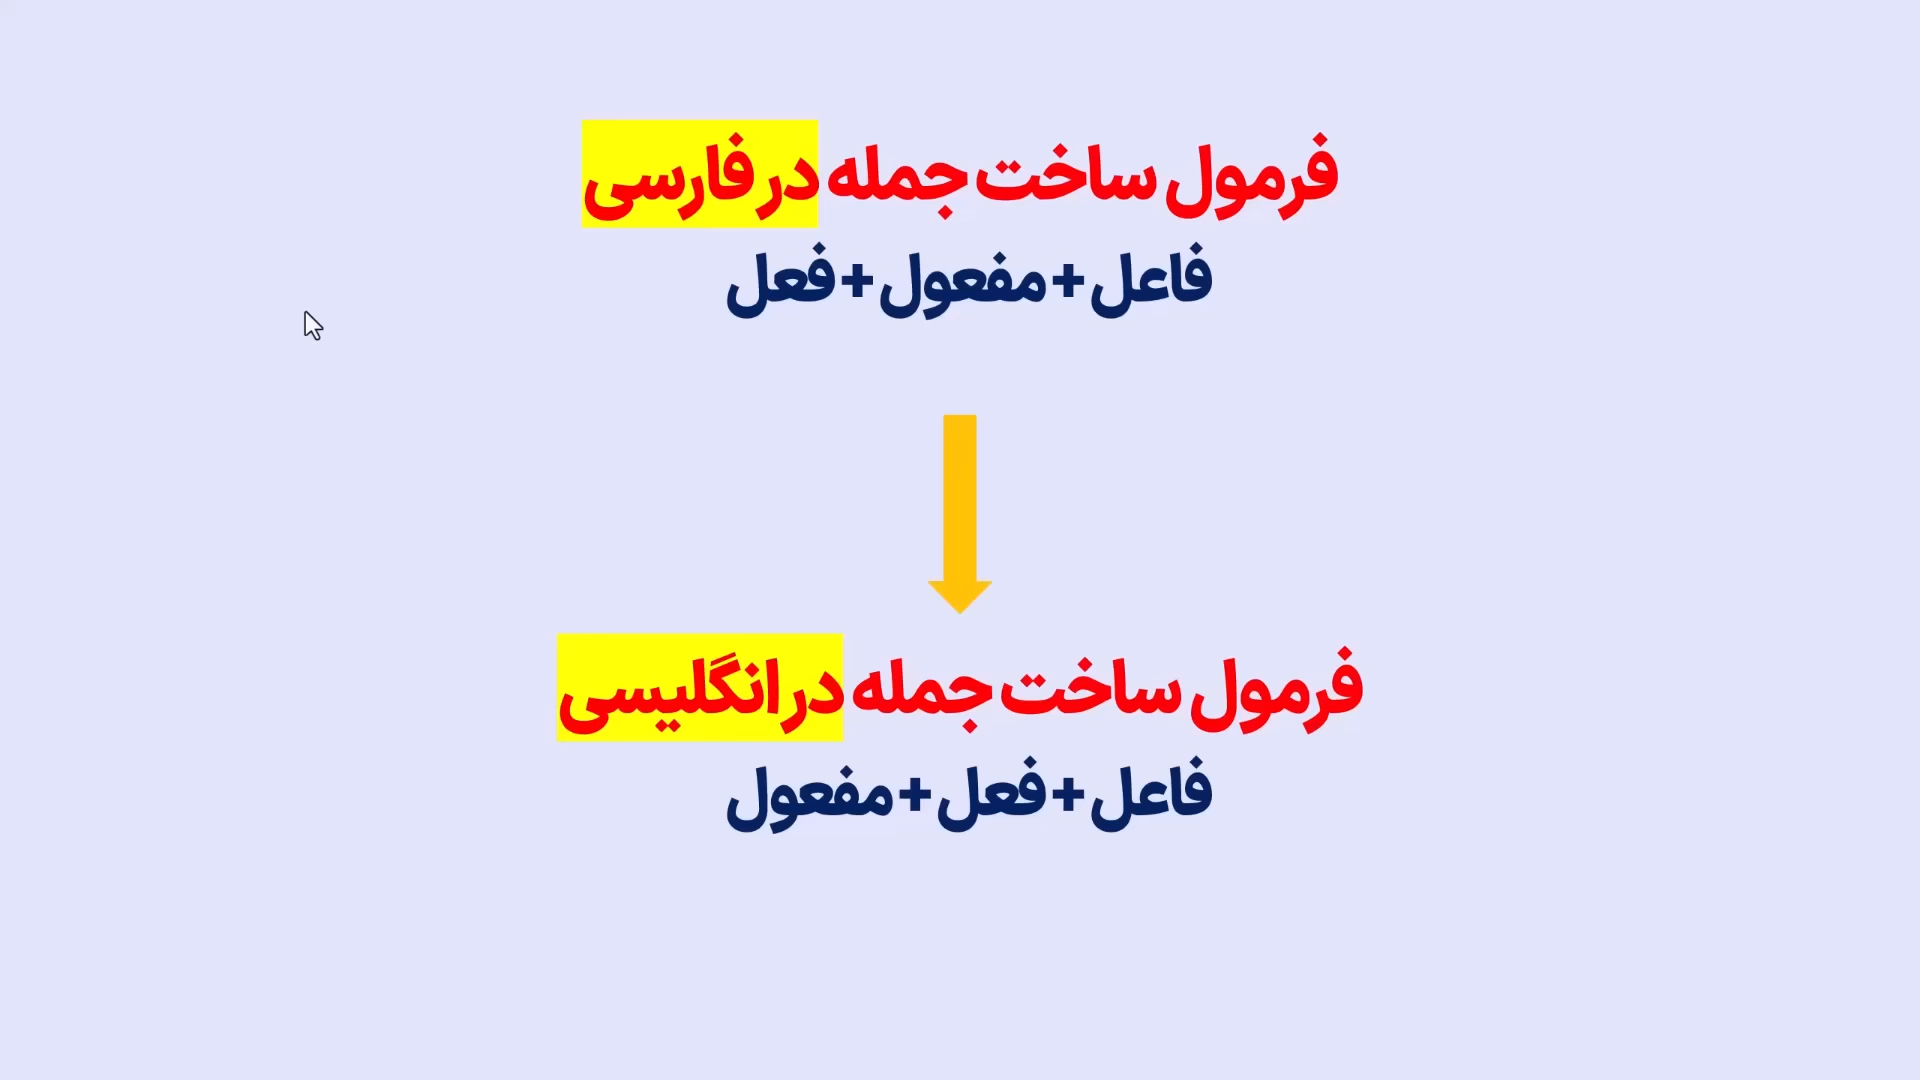 فرمول ساخت جمله در فارسی
فاعل + مفعول + فعل
فرمول ساخت جمله در انگلیسی
فاعل + فعل + مفعول